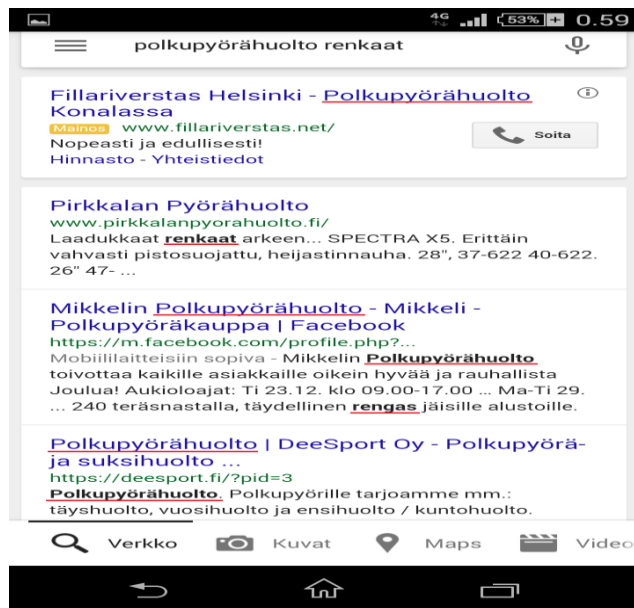 4G 53% 0.59
polkupyörähuolto renkaat
Fillariverstas Helsinki - Polkupyörähuolto
Konalassa
Mainos www.fillariverstas.net/
Soita
Nopeasti ja edullisesti!
Hinnasto - Yhteistiedot
Pirkkalan Pyörähuolto
www.pirkkalanpyorahuolto.fi/
Laadukkaat renkaat arkeen... SPECTRA X5. Erittäin
vahvasti pistosuojattu, heijastinnauha. 28", 37-622 40-622.
26" 47- ...
Mikkelin Polkupyörähuolto - Mikkeli -
Polkupyöräkauppa | Facebook
https://m.facebook.com/profile.php?...
Mobiililaitteisiin sopiva - Mikkelin Polkupyörähuolto
toivottaa kaikille asiakkaille oikein hyvää ja rauhallista
Joulua! Aukioloajat: Ti 23.12. klo 09.00-17.00 ... Ma-Ti 29.
... 240 teräsnastalla, täydellinen rengas jäisille alustoille.
Polkupyörähuolto | DeeSport Oy - Polkupyörä-
ja suksihuolto ...
https://deesport.fi/?pid=3
Polkupyörähuolto. Polkupyörille tarjoamme mm.:
täyshuolto, vuosihuolto ja ensihuolto / kuntohuolto.
Verkko Kuvat Maps Video